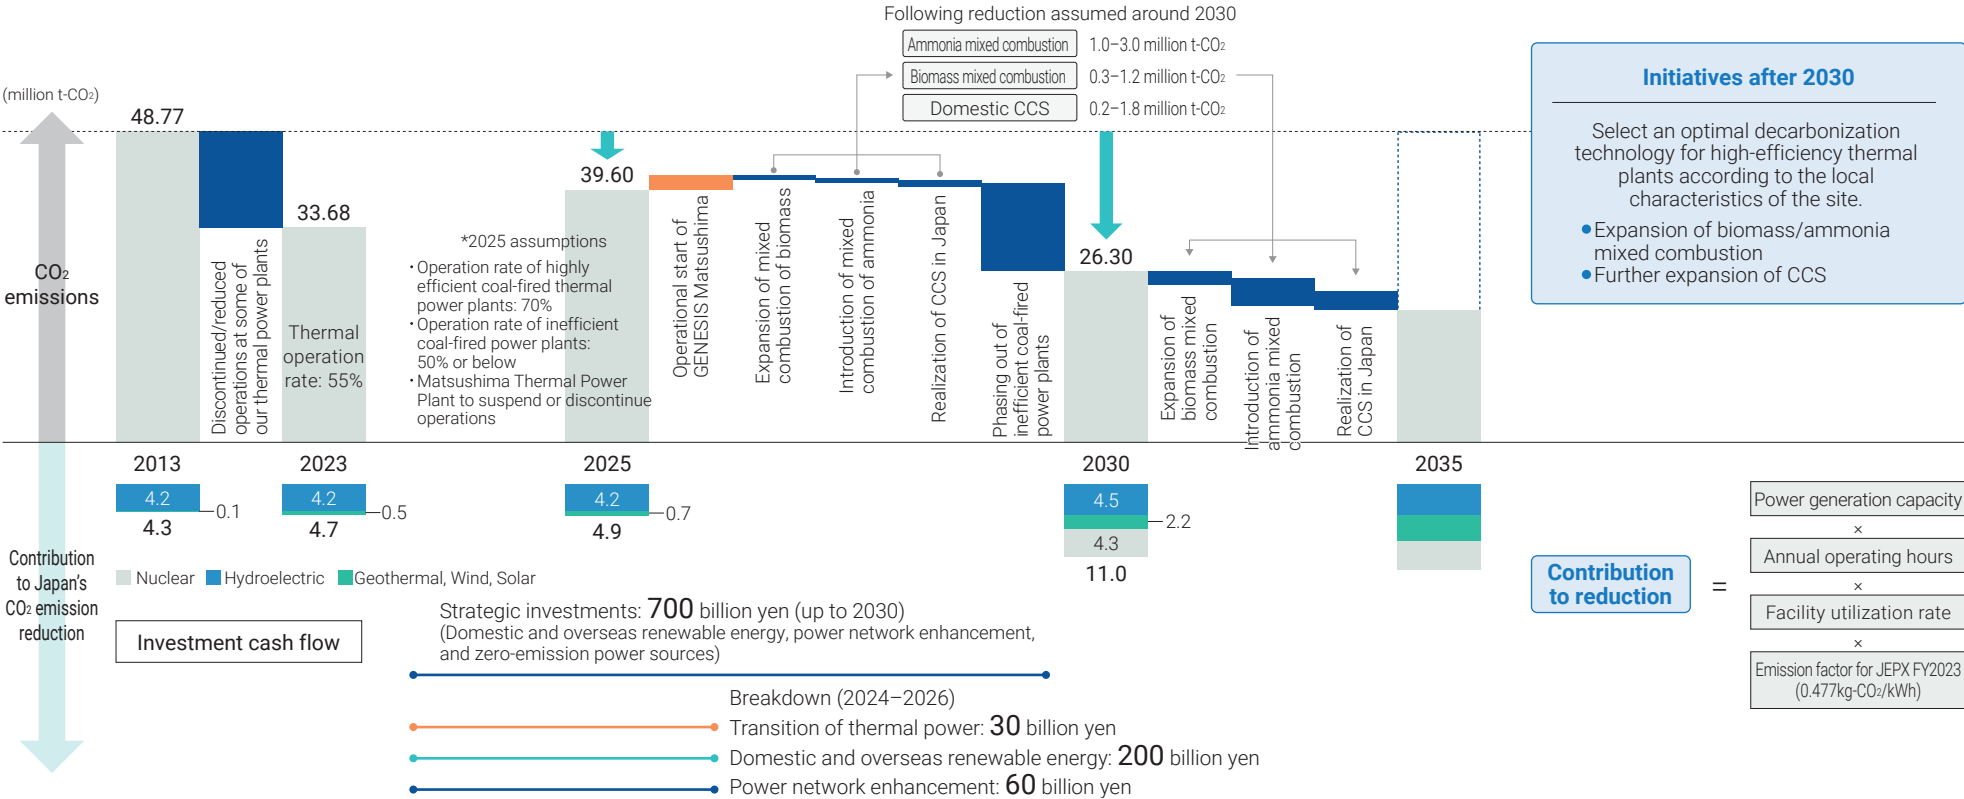 Following reduction assumed around 2030
Ammonia mixed combustion 1.0–3.0 million t-CO2
Biomass mixed combustion 0.3–1.2 million t-CO2
Domestic CCS 0.2–1.8 million t-CO2
(million t-CO2)
CO2
emissions
48.77
Discontinued/reduced
operations at some of
our thermal power plants
33.68
Thermal
operation
rate: 55%
*2025 assumptions
・Operation rate of highly
efficient coal-fired thermal
power plants: 70%
・Operation rate of inefficient
coal-fired power plants:
50% or below
・Matsushima Thermal Power
Plant to suspend or discontinue
operations
39.60
Operational start of
GENESIS Matsushima
Expansion of mixed
combustion of biomass
Introduction of mixed
combustion of ammonia
Realization of CCS in Japan
Phasing out of
inefficient coal-fired
power plants
26.30
Expansion of
biomass mixed
combustion
Introduction of
ammonia mixed
combustion
Realization of
CCS in Japan
Initiatives after 2030
Select an optimal decarbonization
technology for high-efficiency thermal
plants according to the local
characteristics of the site.
●Expansion of biomass/ammonia
mixed combustion
●Further expansion of CCS
2013
2023
2025
2030
2035
4.2
0.1
4.3
4.2
0.5
4.7
4.2
0.7
4.9
4.5
2.2
4.3
11.0
Contribution
to Japan's
CO2 emission
reduction
Nuclear Hydroelectric Geothermal, Wind, Solar
Investment cash flow
Strategic investments: 700 billion yen (up to 2030)
(Domestic and overseas renewable energy, power network enhancement,
and zero-emission power sources)
Breakdown (2024–2026)
Transition of thermal power: 30 billion yen
Domestic and overseas renewable energy: 200 billion yen
Power network enhancement: 60 billion yen
Contribution
to reduction
=
Power generation capacity
×
Annual operating hours
×
Facility utilization rate
×
Emission factor for JEPX FY2023
(0.477kg-CO2/kWh)